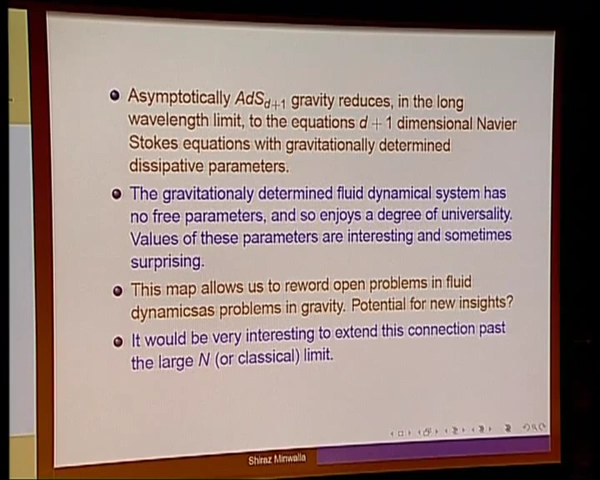 Asymptotically AdS_{d+1} gravity reduces, in the long
wavelength limit, to the equations d + 1 dimensional Navier
Stokes equations with gravitationally determined
dissipative parameters.
The gravitationaly determined fluid dynamical system has
no free parameters, and so enjoys a degree of universality.
Values of these parameters are interesting and sometimes
surprising.
This map allows us to reword open problems in fluid
dynamicsas problems in gravity. Potential for new insights?
It would be very interesting to extend this connection past
the large N (or classical) limit.
Shiraz Minwalla